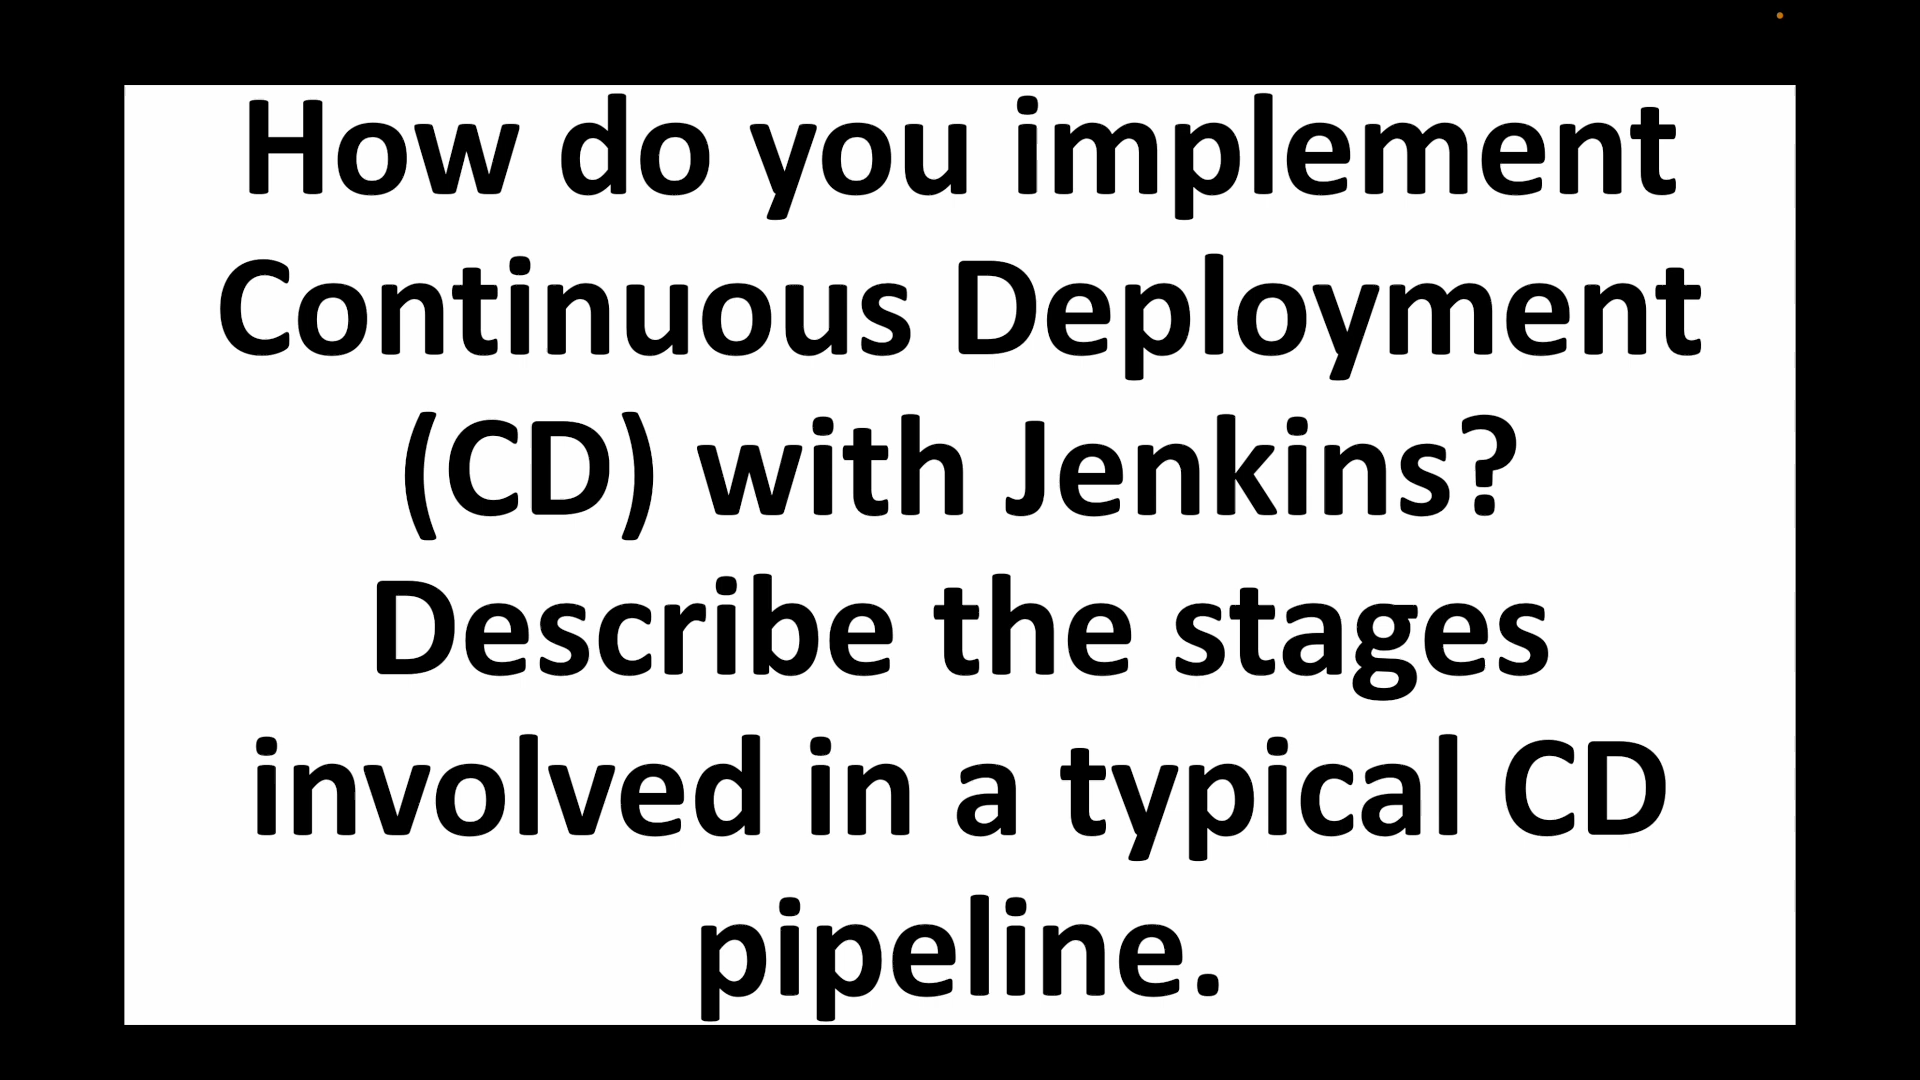 How do you implement
Continuous Deployment
(CD) with Jenkins?
Describe the stages
involved in a typical CD
pipeline.